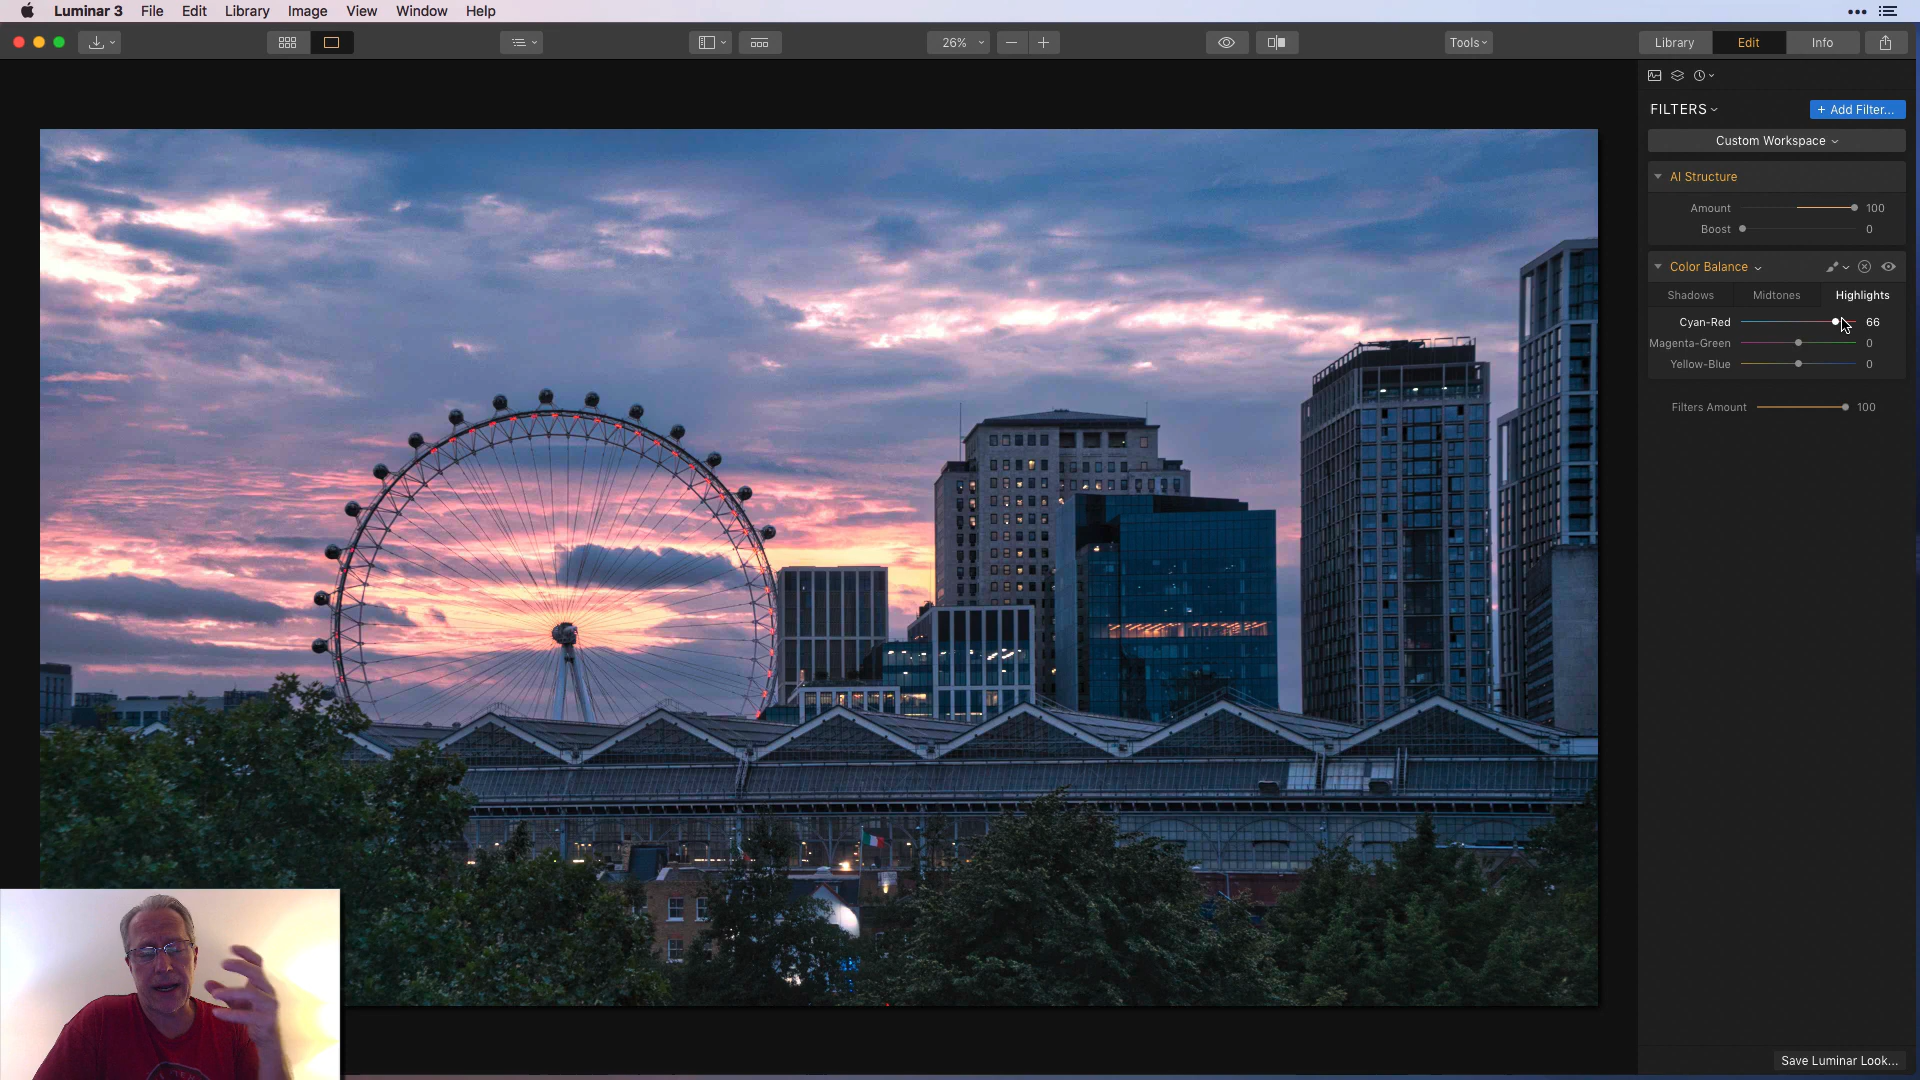 Luminar 3 File Edit Library Image View Window Help
26% Tools Library Edit Info
FILTERS + Add Filter...
Custom Workspace
AI Structure
Amount 100
Boost 0
Color Balance
Shadows Midtones Highlights
Cyan-Red 66
Magenta-Green 0
Yellow-Blue 0
Filters Amount 100
Save Luminar Look...